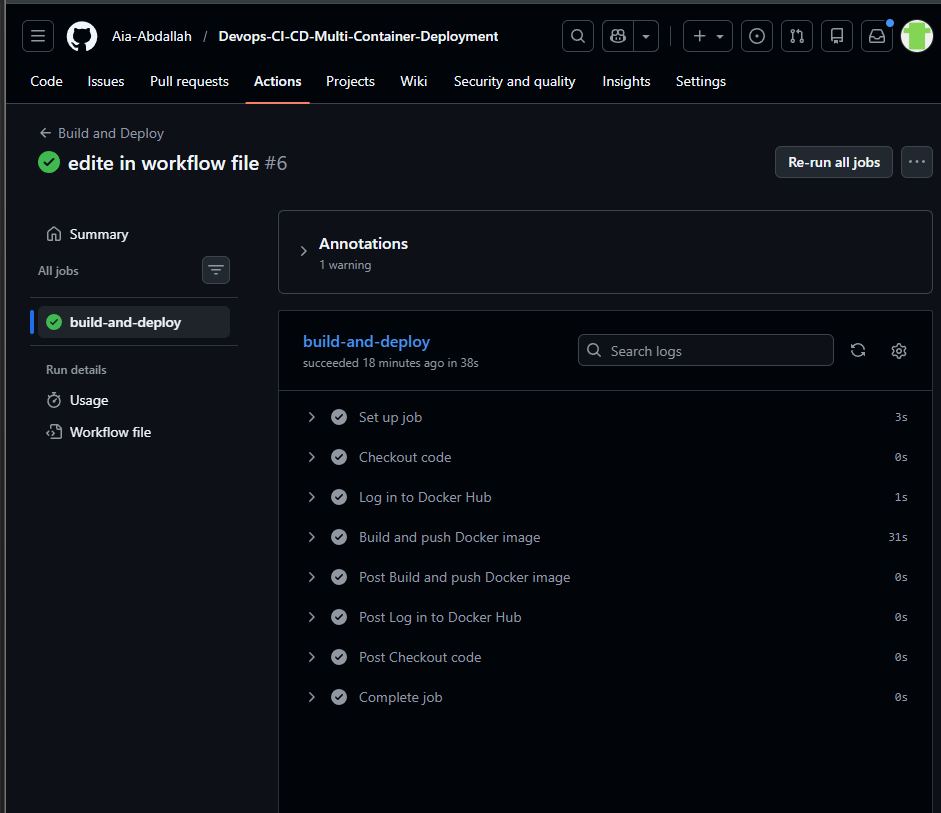 Aia-Abdallah / Devops-CI-CD-Multi-Container-Deployment
Code Issues Pull requests Actions Projects Wiki Security and quality Insights Settings
Build and Deploy
edite in workflow file #6
Re-run all jobs
Summary
All jobs
build-and-deploy
Run details
Usage
Workflow file
Annotations
1 warning
build-and-deploy
succeeded 18 minutes ago in 38s
Search logs
Set up job 3s
Checkout code 0s
Log in to Docker Hub 1s
Build and push Docker image 31s
Post Build and push Docker image 0s
Post Log in to Docker Hub 0s
Post Checkout code 0s
Complete job 0s